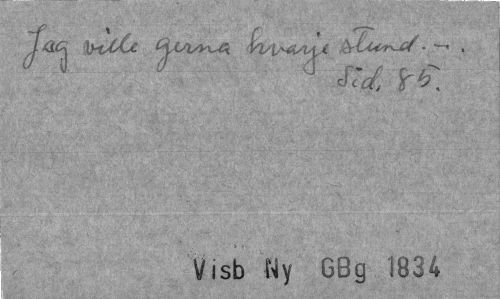 Jag ville gerna hvarje stund. – .
Sid. 85.
Visb Ny GBg 1834